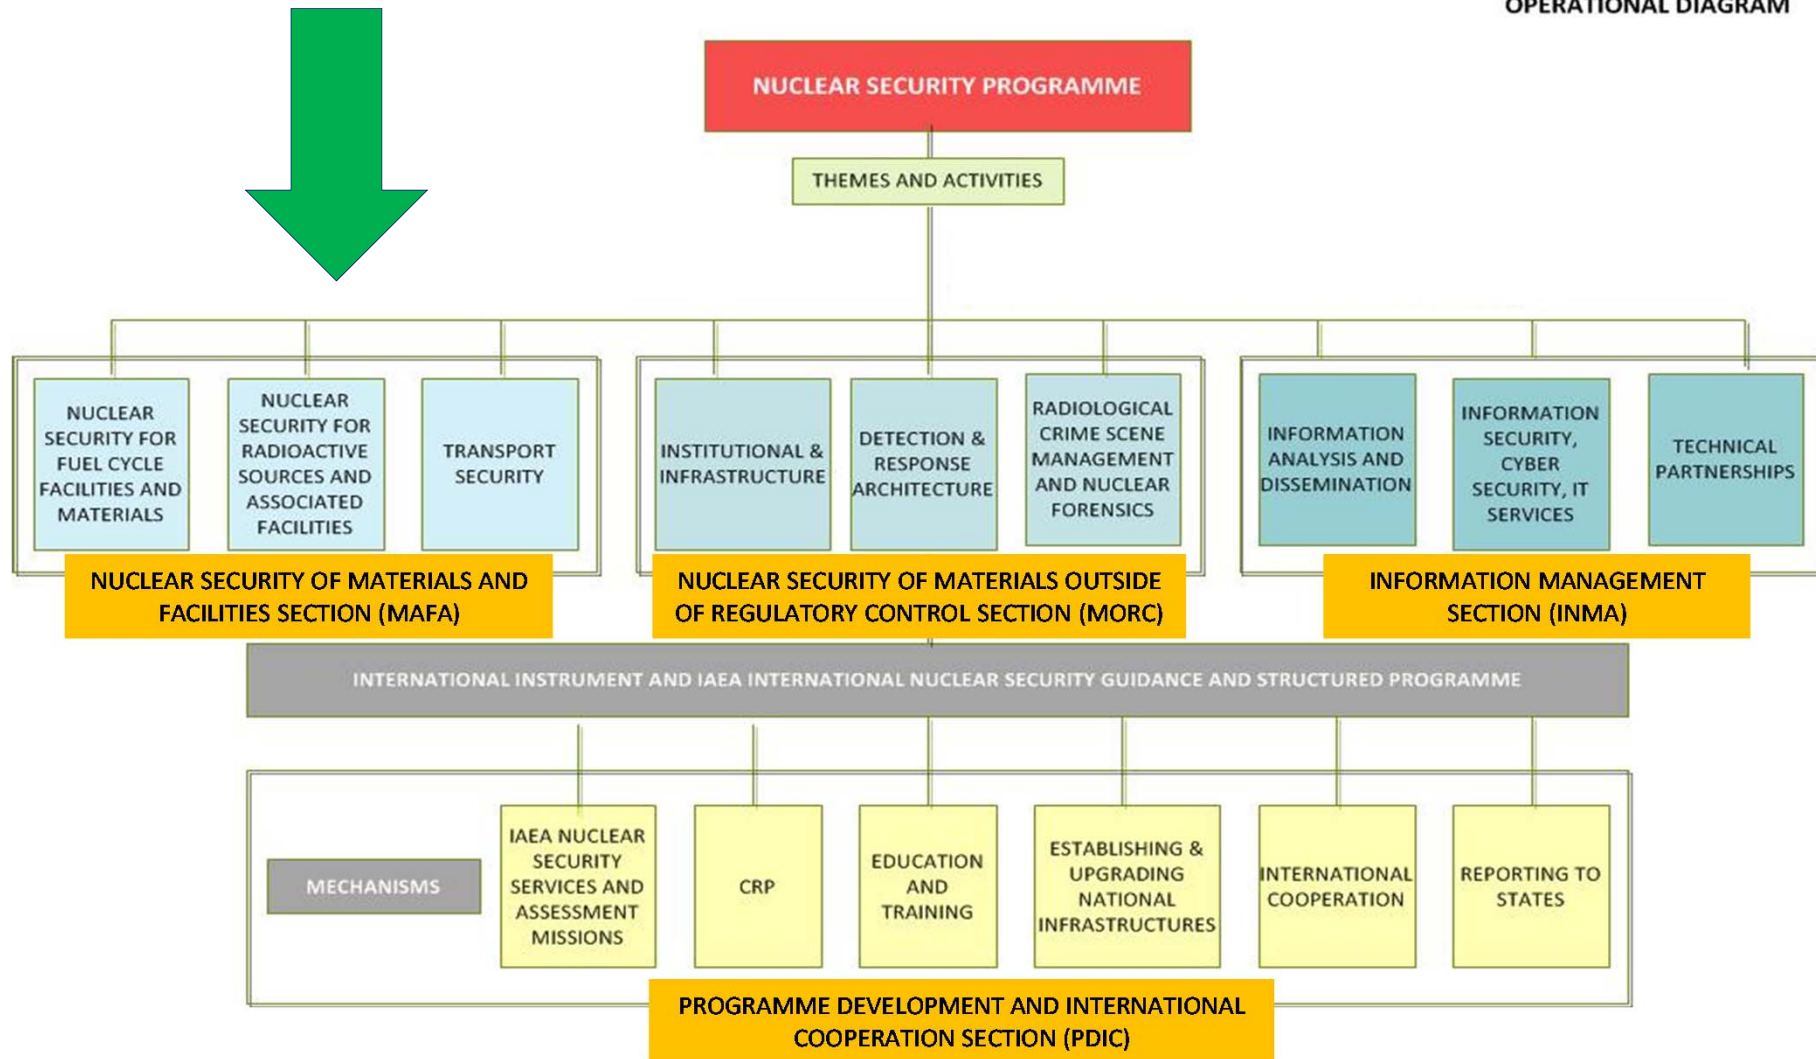 OPERATIONAL DIAGRAM
NUCLEAR SECURITY PROGRAMME
THEMES AND ACTIVITIES
NUCLEAR
SECURITY FOR
FUEL CYCLE
FACILITIES AND
MATERIALS
NUCLEAR
SECURITY FOR
RADIOACTIVE
SOURCES AND
ASSOCIATED
FACILITIES
TRANSPORT
SECURITY
INSTITUTIONAL &
INFRASTRUCTURE
DETECTION &
RESPONSE
ARCHITECTURE
RADIOLOGICAL
CRIME SCENE
MANAGEMENT
AND NUCLEAR
FORENSICS
INFORMATION
ANALYSIS AND
DISSEMINATION
INFORMATION
SECURITY,
CYBER
SECURITY, IT
SERVICES
TECHNICAL
PARTNERSHIPS
NUCLEAR SECURITY OF MATERIALS AND
FACILITIES SECTION (MAFA)
NUCLEAR SECURITY OF MATERIALS OUTSIDE
OF REGULATORY CONTROL SECTION (MORC)
INFORMATION MANAGEMENT
SECTION (INMA)
INTERNATIONAL INSTRUMENT AND IAEA INTERNATIONAL NUCLEAR SECURITY GUIDANCE AND STRUCTURED PROGRAMME
MECHANISMS
IAEA NUCLEAR
SECURITY
SERVICES AND
ASSESSMENT
MISSIONS
CRP
EDUCATION
AND
TRAINING
ESTABLISHING &
UPGRADING
NATIONAL
INFRASTRUCTURES
INTERNATIONAL
COOPERATION
REPORTING TO
STATES
PROGRAMME DEVELOPMENT AND INTERNATIONAL
COOPERATION SECTION (PDIC)